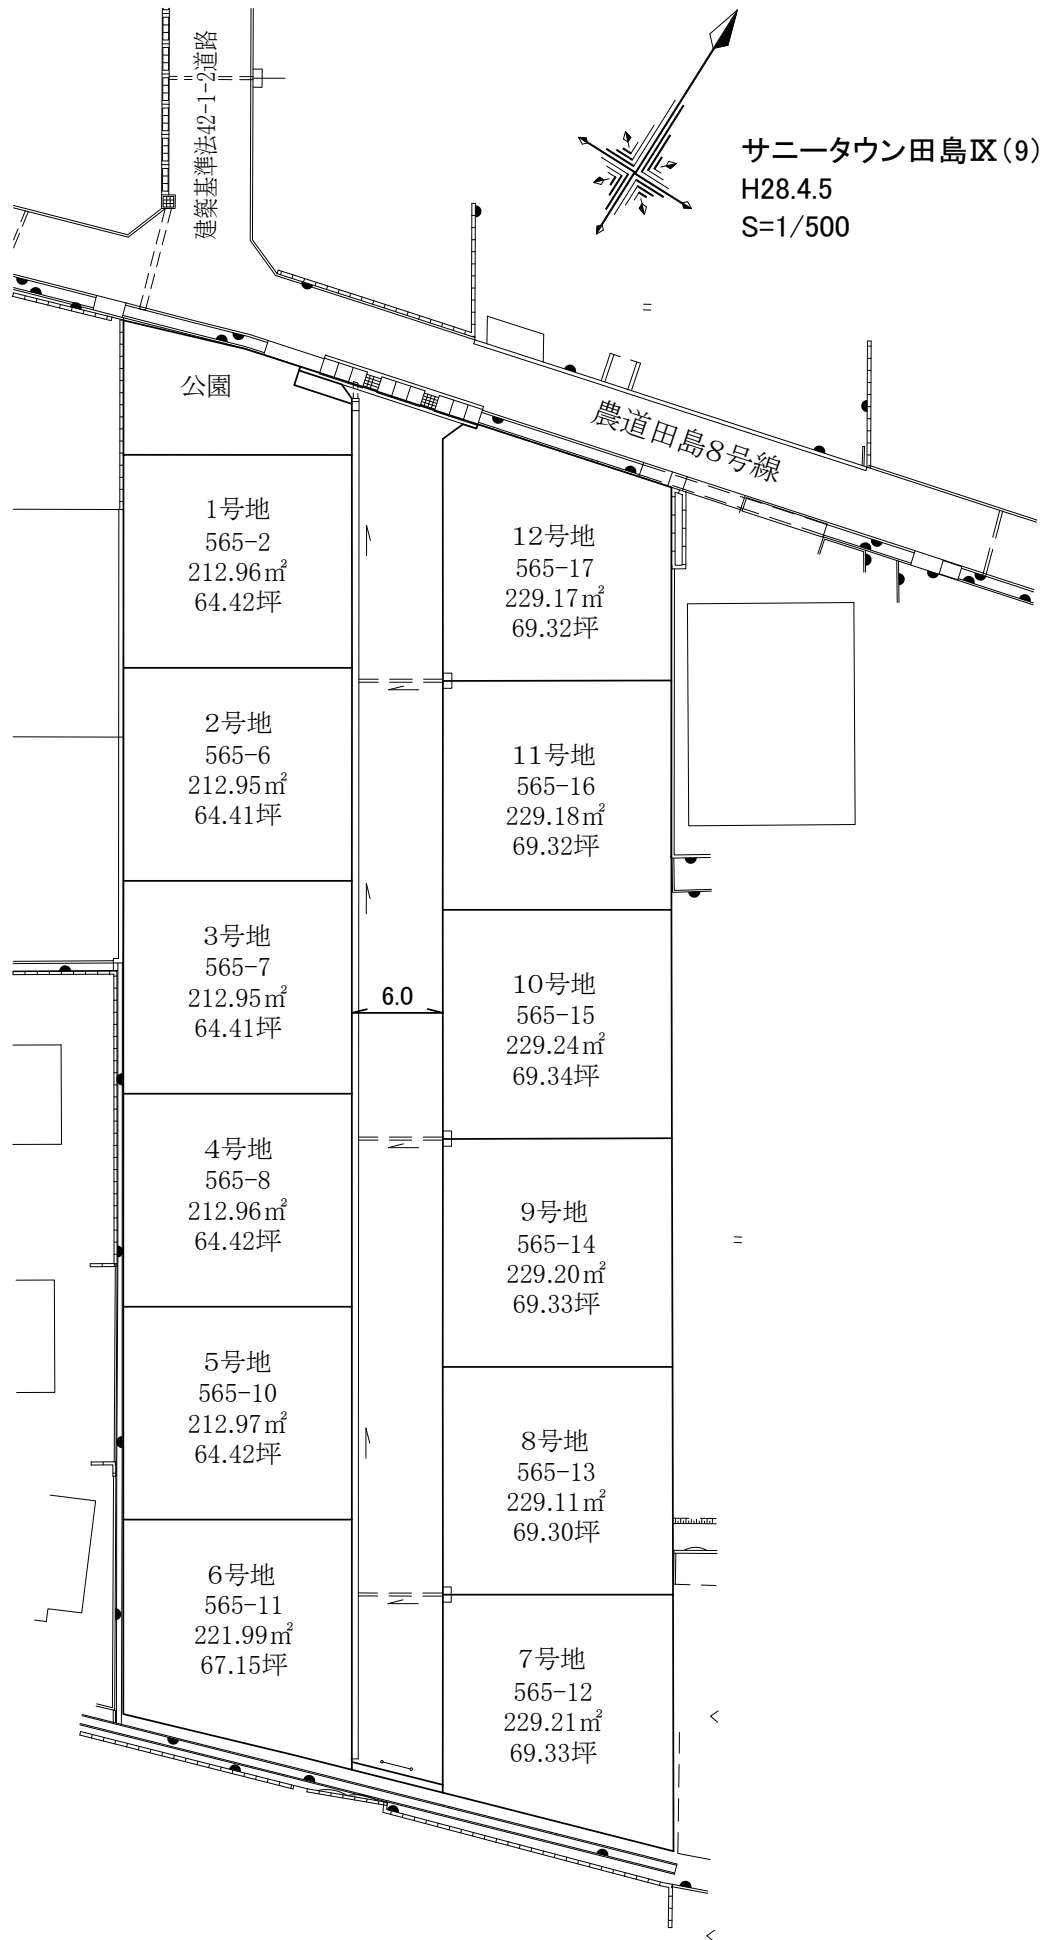 建築基準法42-1-2道路
サニータウン田島Ⅸ(9)
H28.4.5
S=1/500
農道田島8号線
公園
1号地
565-2
212.96㎡
64.42坪
2号地
565-6
212.95㎡
64.41坪
3号地
565-7
212.95㎡
64.41坪
4号地
565-8
212.96㎡
64.42坪
5号地
565-10
212.97㎡
64.42坪
6号地
565-11
221.99㎡
67.15坪
6.0
12号地
565-17
229.17㎡
69.32坪
11号地
565-16
229.18㎡
69.32坪
10号地
565-15
229.24㎡
69.34坪
9号地
565-14
229.20㎡
69.33坪
8号地
565-13
229.11㎡
69.30坪
7号地
565-12
229.21㎡
69.33坪